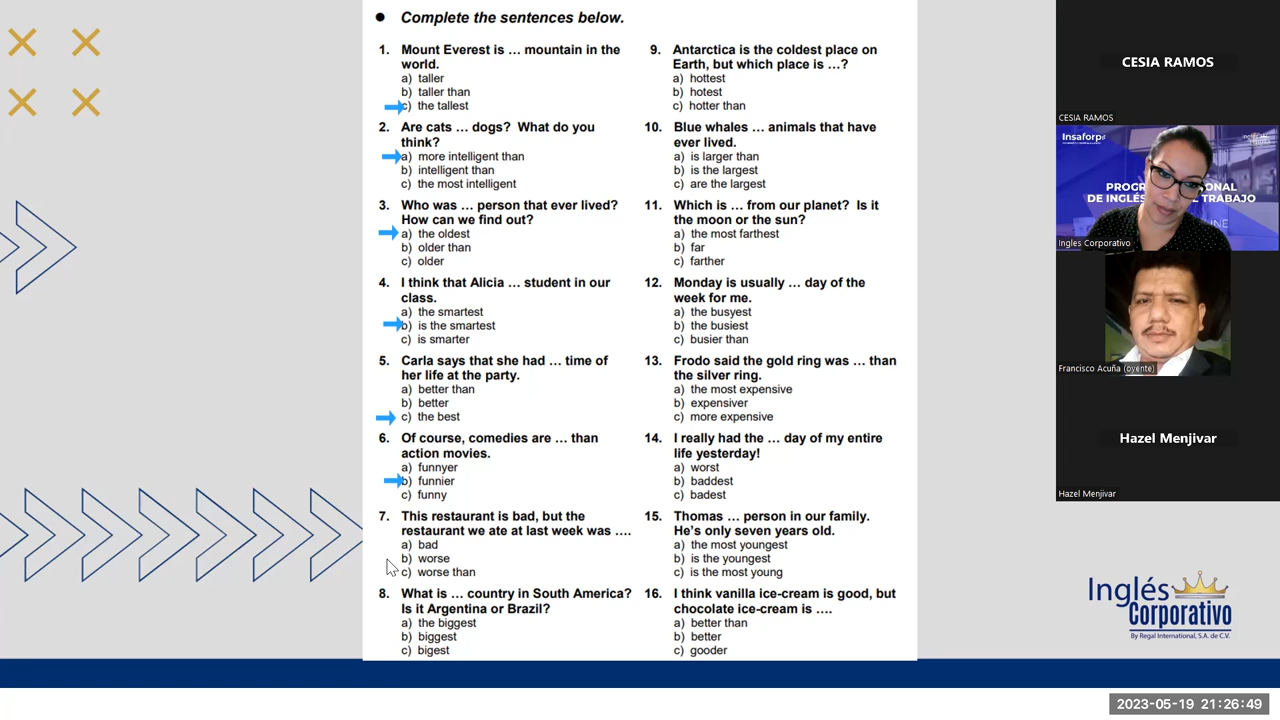 Complete the sentences below.
1. Mount Everest is … mountain in the
world.
a) taller
b) taller than
c) the tallest
2. Are cats … dogs? What do you
think?
a) more intelligent than
b) intelligent than
c) the most intelligent
3. Who was … person that ever lived?
How can we find out?
a) the oldest
b) older than
c) older
4. I think that Alicia … student in our
class.
a) the smartest
b) is the smartest
c) is smarter
5. Carla says that she had … time of
her life at the party.
a) better than
b) better
c) the best
6. Of course, comedies are … than
action movies.
a) funnyer
b) funnier
c) funny
7. This restaurant is bad, but the
restaurant we ate at last week was ….
a) bad
b) worse
c) worse than
8. What is … country in South America?
Is it Argentina or Brazil?
a) the biggest
b) biggest
c) bigest
9. Antarctica is the coldest place on
Earth, but which place is …?
a) hottest
b) hotest
c) hotter than
10. Blue whales … animals that have
ever lived.
a) is larger than
b) is the largest
c) are the largest
11. Which is … from our planet? Is it
the moon or the sun?
a) the most farthest
b) far
c) farther
12. Monday is usually … day of the
week for me.
a) the busyest
b) the busiest
c) busier than
13. Frodo said the gold ring was … than
the silver ring.
a) the most expensive
b) expensiver
c) more expensive
14. I really had the … day of my entire
life yesterday!
a) worst
b) baddest
c) badest
15. Thomas … person in our family.
He's only seven years old.
a) the most youngest
b) is the youngest
c) is the most young
16. I think vanilla ice-cream is good, but
chocolate ice-cream is ….
a) better than
b) better
c) gooder
CESIA RAMOS
CESIA RAMOS
Insaforp
PROGR
ONAL
DE INGLÉS
TRABAJO
INE
Ingles Corporativo
Francisco Acuña (oyente)
Hazel Menjivar
Hazel Menjivar
Inglés
Corporativo
By Regal International, S.A. de C.V.
2023-05-19 21:26:49